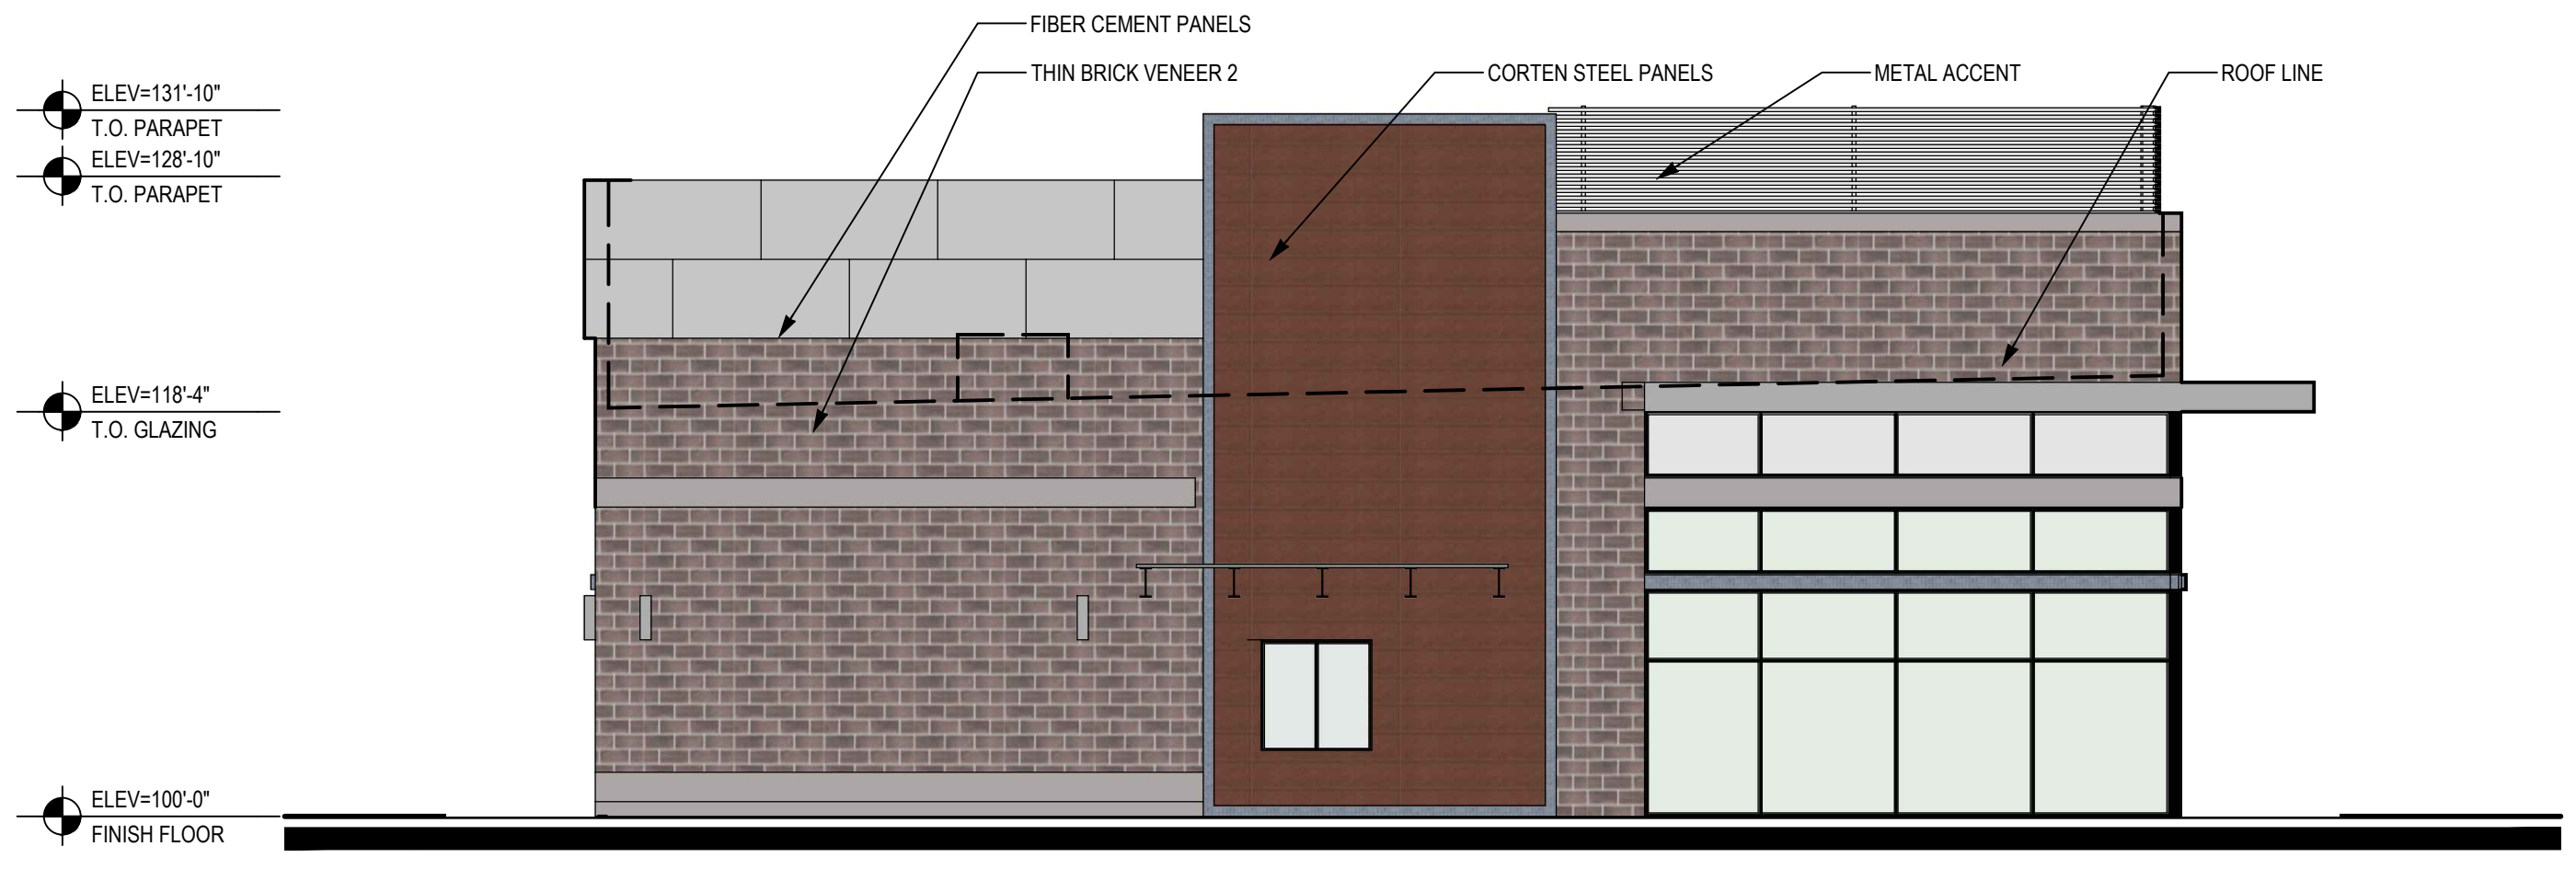 FIBER CEMENT PANELS
THIN BRICK VENEER 2
CORTEN STEEL PANELS
METAL ACCENT
ROOF LINE
ELEV=131'-10"
T.O. PARAPET
ELEV=128'-10"
T.O. PARAPET
ELEV=118'-4"
T.O. GLAZING
ELEV=100'-0"
FINISH FLOOR